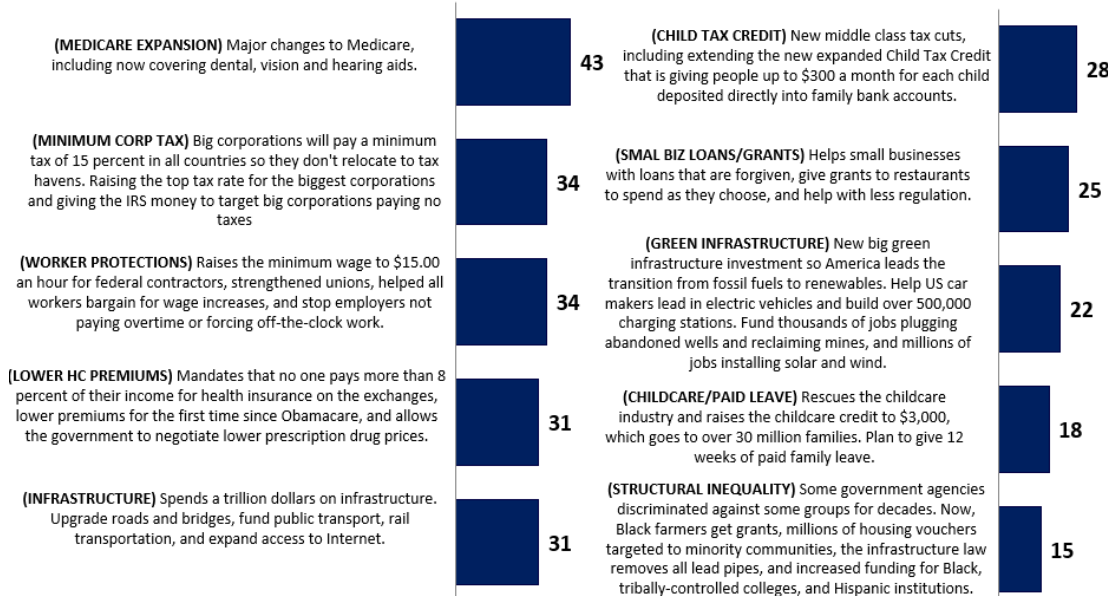 (MEDICARE EXPANSION) Major changes to Medicare,
including now covering dental, vision and hearing aids.
43
(MINIMUM CORP TAX) Big corporations will pay a minimum
tax of 15 percent in all countries so they don't relocate to tax
havens. Raising the top tax rate for the biggest corporations
and giving the IRS money to target big corporations paying no
taxes
34
(WORKER PROTECTIONS) Raises the minimum wage to $15.00
an hour for federal contractors, strengthened unions, helped all
workers bargain for wage increases, and stop employers not
paying overtime or forcing off-the-clock work.
34
(LOWER HC PREMIUMS) Mandates that no one pays more than 8
percent of their income for health insurance on the exchanges,
lower premiums for the first time since Obamacare, and allows
the government to negotiate lower prescription drug prices.
31
(INFRASTRUCTURE) Spends a trillion dollars on infrastructure.
Upgrade roads and bridges, fund public transport, rail
transportation, and expand access to Internet.
31
(CHILD TAX CREDIT) New middle class tax cuts,
including extending the new expanded Child Tax Credit
that is giving people up to $300 a month for each child
deposited directly into family bank accounts.
28
(SMAL BIZ LOANS/GRANTS) Helps small businesses
with loans that are forgiven, give grants to restaurants
to spend as they choose, and help with less regulation.
25
(GREEN INFRASTRUCTURE) New big green
infrastructure investment so America leads the
transition from fossil fuels to renewables. Help US car
makers lead in electric vehicles and build over 500,000
charging stations. Fund thousands of jobs plugging
abandoned wells and reclaiming mines, and millions of
jobs installing solar and wind.
22
(CHILDCARE/PAID LEAVE) Rescues the childcare
industry and raises the childcare credit to $3,000,
which goes to over 30 million families. Plan to give 12
weeks of paid family leave.
18
(STRUCTURAL INEQUALITY) Some government agencies
discriminated against some groups for decades. Now,
Black farmers get grants, millions of housing vouchers
targeted to minority communities, the infrastructure law
removes all lead pipes, and increased funding for Black,
tribally-controlled colleges, and Hispanic institutions.
15